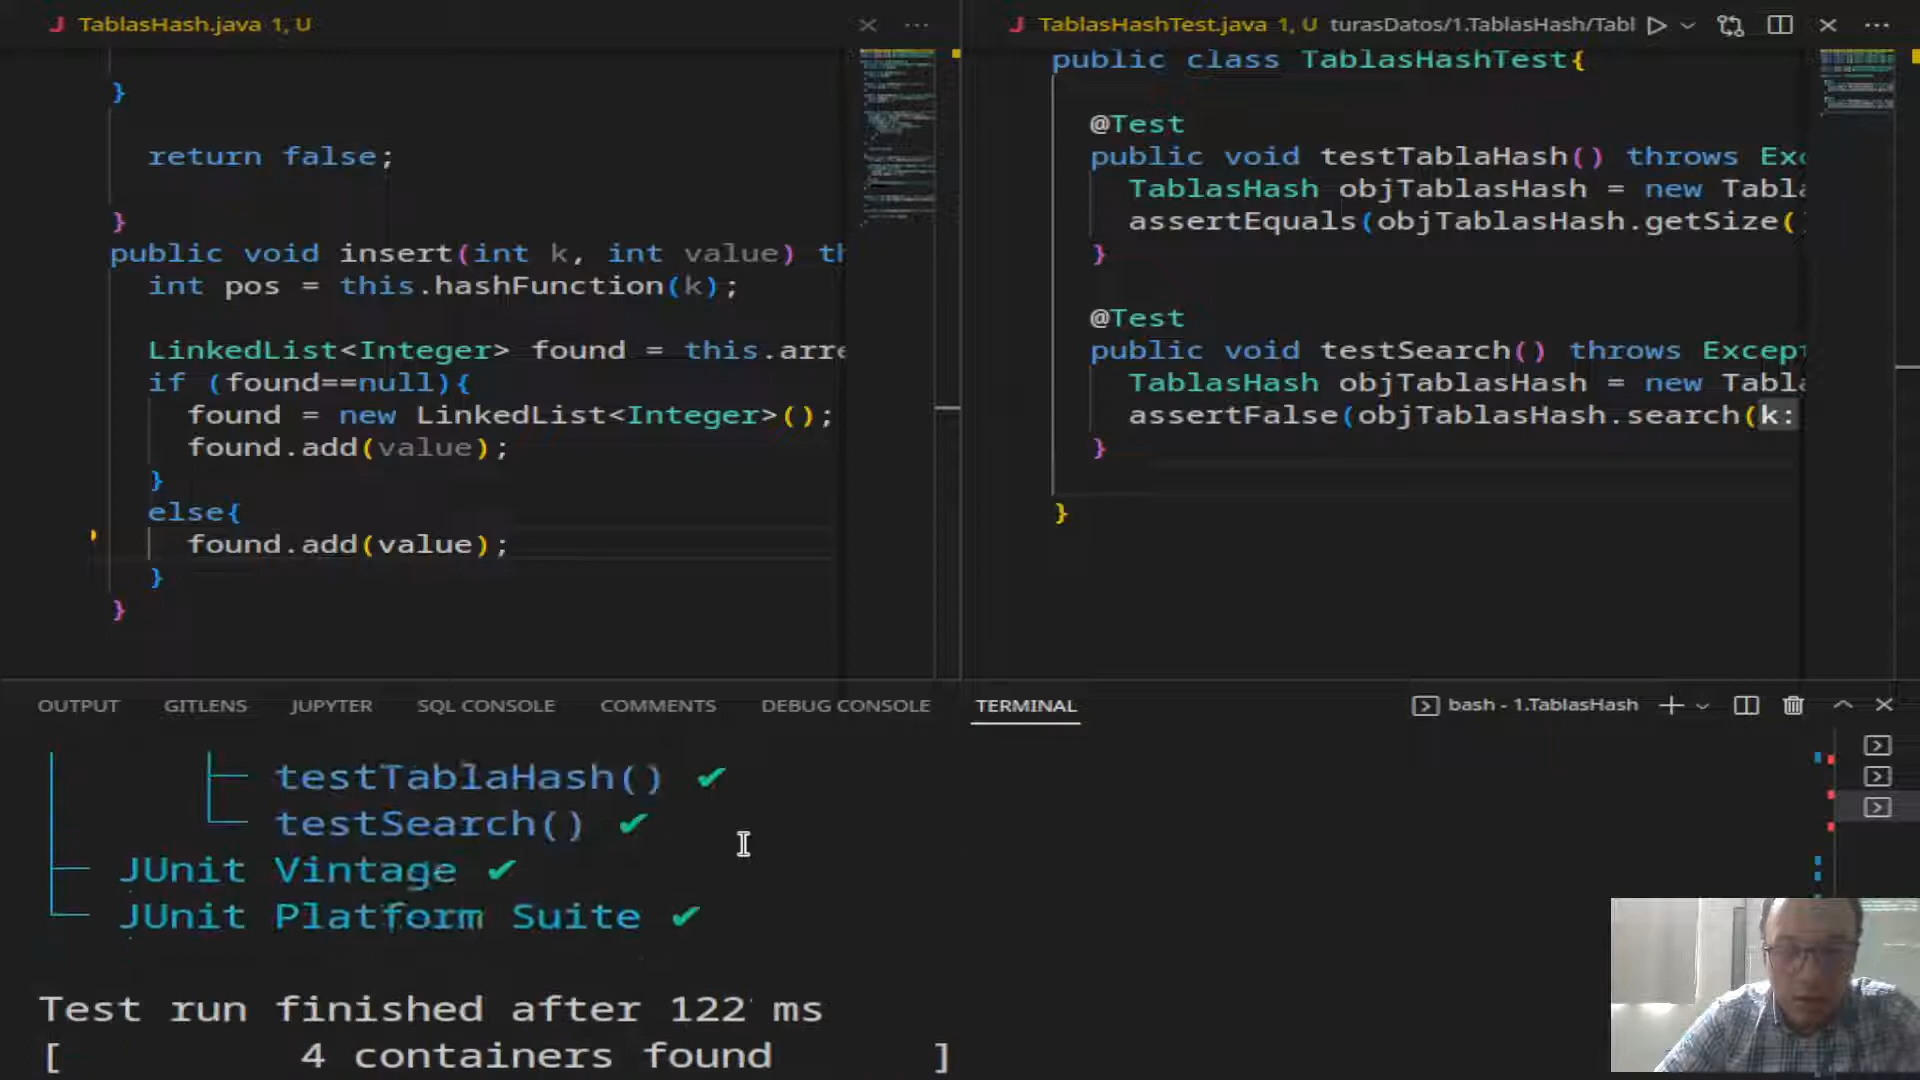 TablasHash.java 1, U
}
return false;
}
public void insert(int k, int value) th
int pos = this.hashFunction(k);
LinkedList<Integer> found = this.arre
if (found==null){
found = new LinkedList<Integer>();
found.add(value);
}
else{
found.add(value);
}
}
TablasHashTest.java 1, U turasDatos/1.TablasHash/Tabl
public class TablasHashTest{
@Test
public void testTablaHash() throws Exc
TablasHash objTablasHash = new Tabla
assertEquals(objTablasHash.getSize()
}
@Test
public void testSearch() throws Except
TablasHash objTablasHash = new Tabla
assertFalse(objTablasHash.search(k:
}
}
OUTPUT GITLENS JUPYTER SQL CONSOLE COMMENTS DEBUG CONSOLE TERMINAL bash - 1.TablasHash
testTablaHash() ✔
testSearch() ✔
JUnit Vintage ✔
JUnit Platform Suite ✔
Test run finished after 122 ms
[ 4 containers found ]